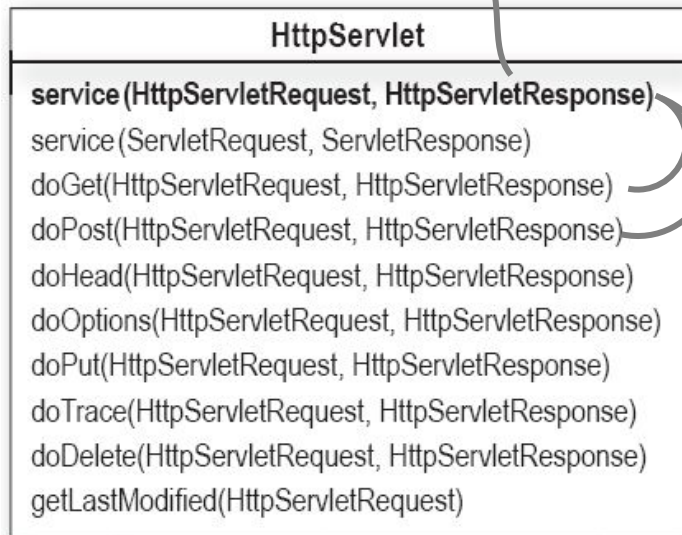 HttpServlet
service(HttpServletRequest, HttpServletResponse)
service(ServletRequest, ServletResponse)
doGet(HttpServletRequest, HttpServletResponse)
doPost(HttpServletRequest, HttpServletResponse)
doHead(HttpServletRequest, HttpServletResponse)
doOptions(HttpServletRequest, HttpServletResponse)
doPut(HttpServletRequest, HttpServletResponse)
doTrace(HttpServletRequest, HttpServletResponse)
doDelete(HttpServletRequest, HttpServletResponse)
getLastModified(HttpServletRequest)